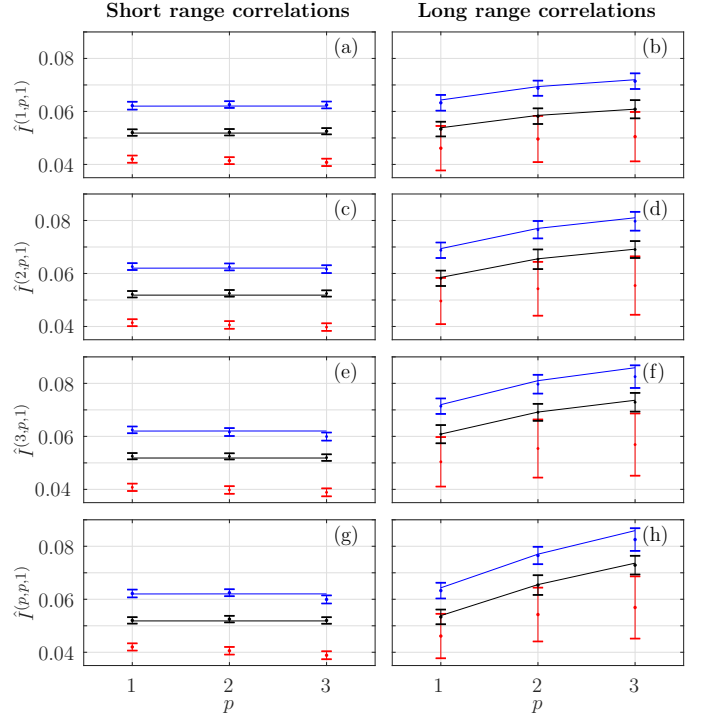 Short range correlations Long range correlations
(a) (b)
0.08
0.06
0.04
Î(1,p,1)
(c) (d)
0.08
0.06
0.04
Î(2,p,1)
(e) (f)
0.08
0.06
0.04
Î(3,p,1)
(g) (h)
0.08
0.06
0.04
Î(p,p,1)
1 2 3 1 2 3
p p